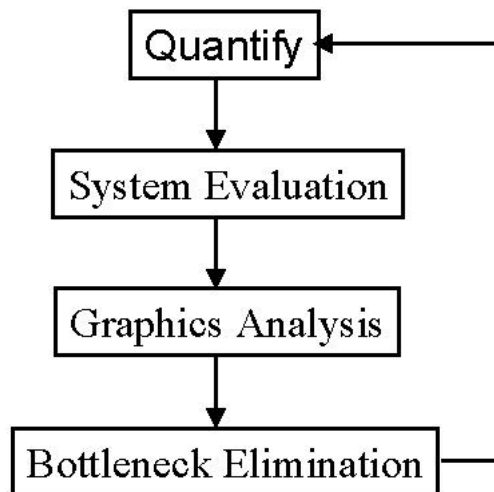 Quantify
System Evaluation
Graphics Analysis
Bottleneck Elimination